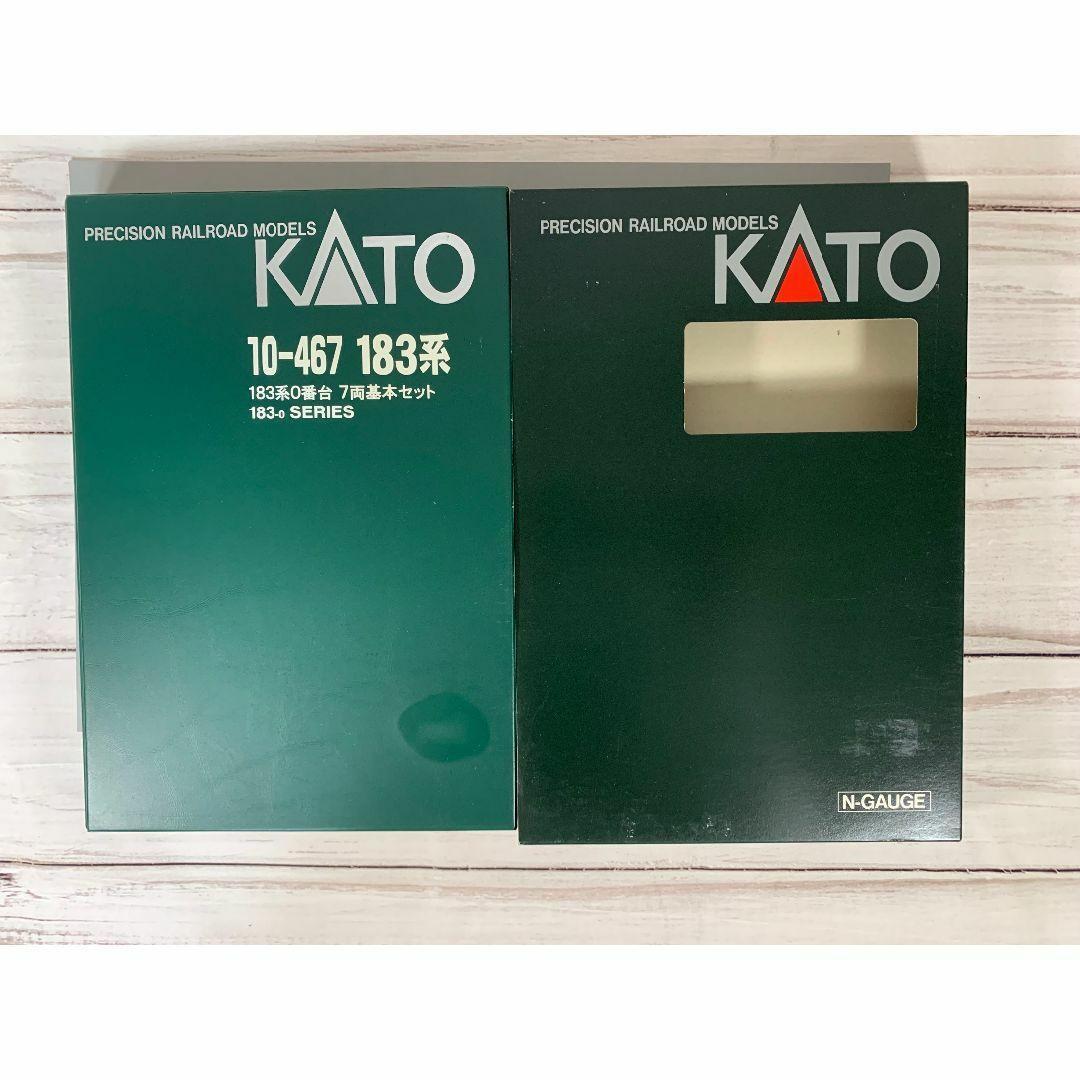 PRECISION RAILROAD MODELS
KATO
10-467 183系
183系0番台 7両基本セット
183-0 SERIES
PRECISION RAILROAD MODELS
KATO
N-GAUGE